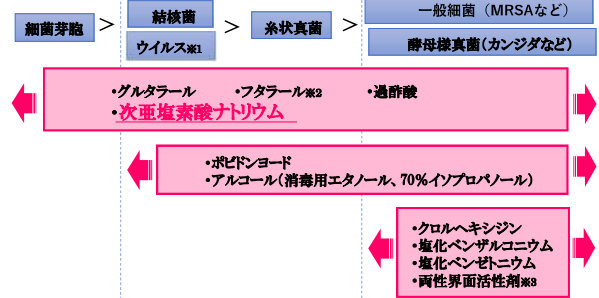 細菌芽胞
>
結核菌
ウイルス※1
>
糸状真菌
>
一般細菌（MRSAなど）
酵母様真菌(カンジダなど)
・グルタラール ・フタラール※2 ・過酢酸
・次亜塩素酸ナトリウム
・ポビドンヨード
・アルコール(消毒用エタノール、70%イソプロパノール)
・クロルヘキシジン
・塩化ベンザルコニウム
・塩化ベンゼトニウム
・両性界面活性剤※3